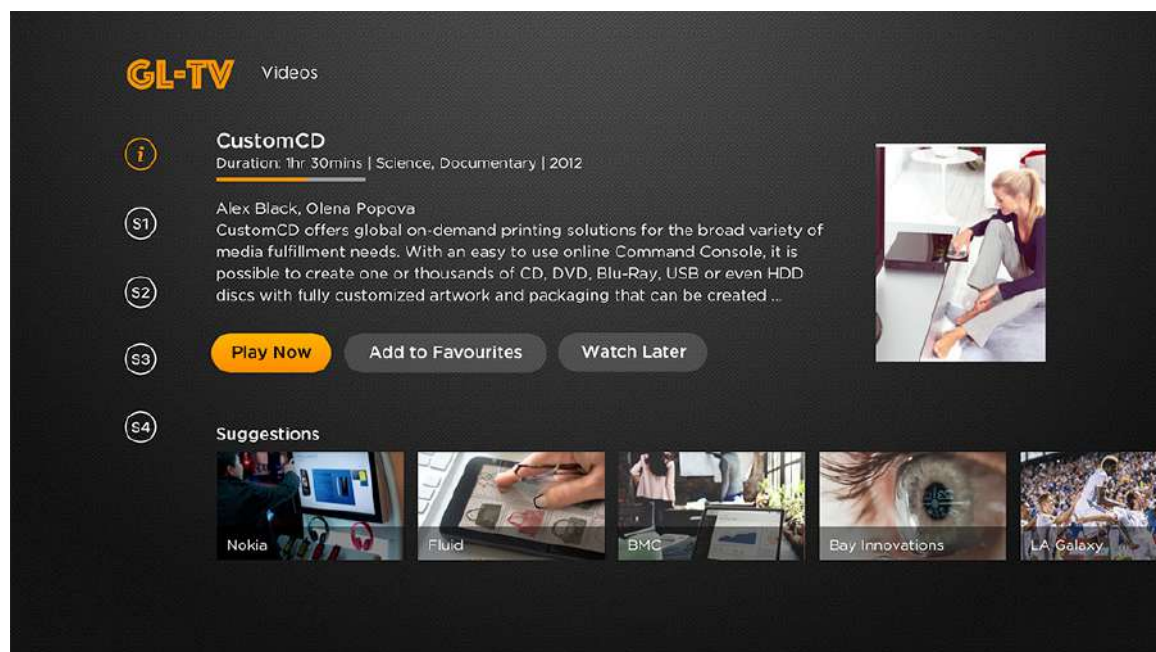 GL-TV Videos
i
CustomCD
Duration: 1hr 30mins | Science, Documentary | 2012
S1
Alex Black, Olena Popova
CustomCD offers global on-demand printing solutions for the broad variety of
media fulfillment needs. With an easy to use online Command Console, it is
possible to create one or thousands of CD, DVD, Blu-Ray, USB or even HDD
discs with fully customized artwork and packaging that can be created ...
S2
S3
Play Now Add to Favourites Watch Later
S4
Suggestions
Nokia Fluid BMC Bay Innovations LA Galaxy